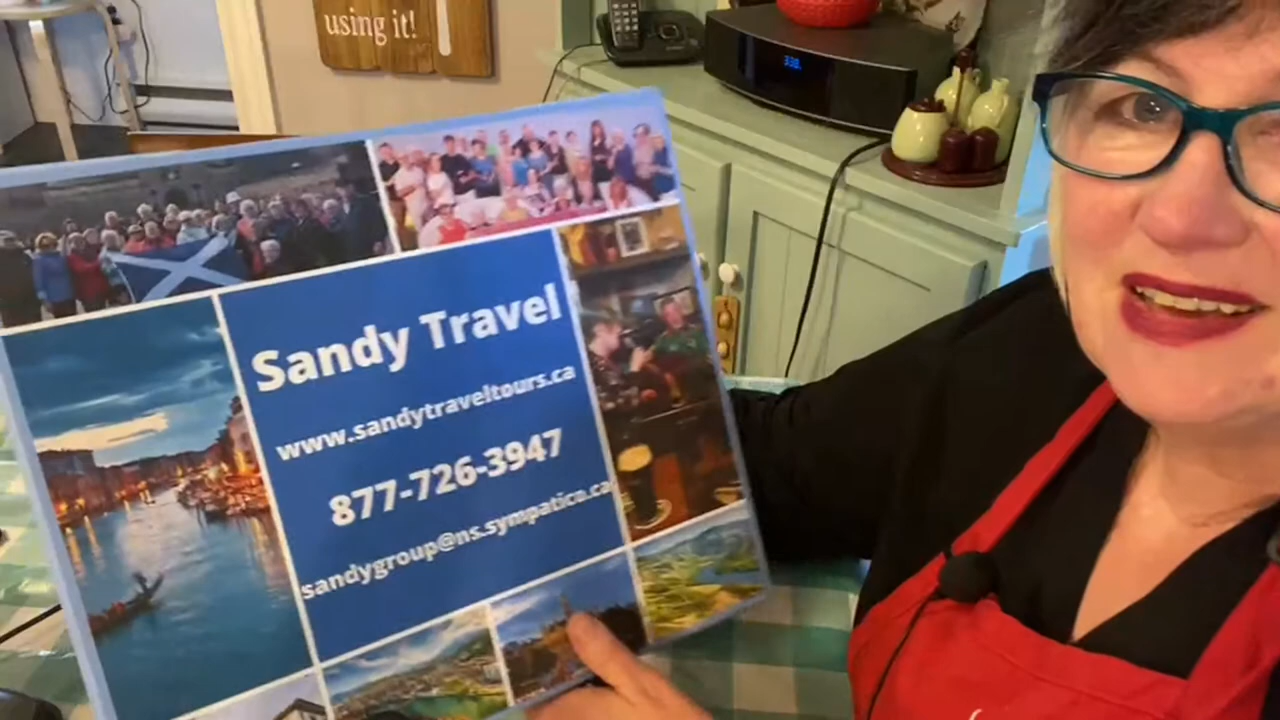 using it!
Sandy Travel
www.sandytraveltours.ca
877-726-3947
sandygroup@ns.sympatico.ca